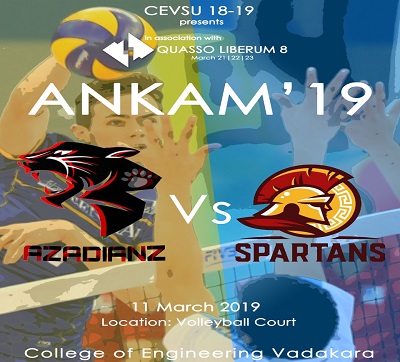 CEVSU 18-19
presents
in association with
QUASSO LIBERUM 8
March 21|22|23
ANKAM'19
AZADIANZ Vs SPARTANS
11 March 2019
Location: Volleyball Court
College of Engineering Vadakara